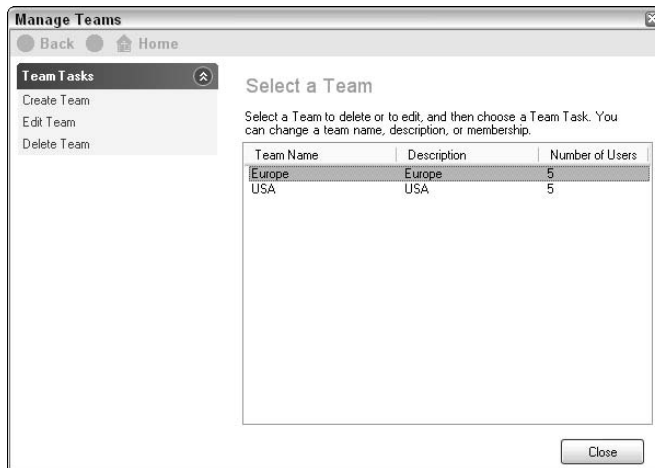 Manage Teams
Back Home
Team Tasks
Create Team
Edit Team
Delete Team
Select a Team
Select a Team to delete or to edit, and then choose a Team Task. You
can change a team name, description, or membership.
Team Name Description Number of Users
Europe Europe 5
USA USA 5
Close